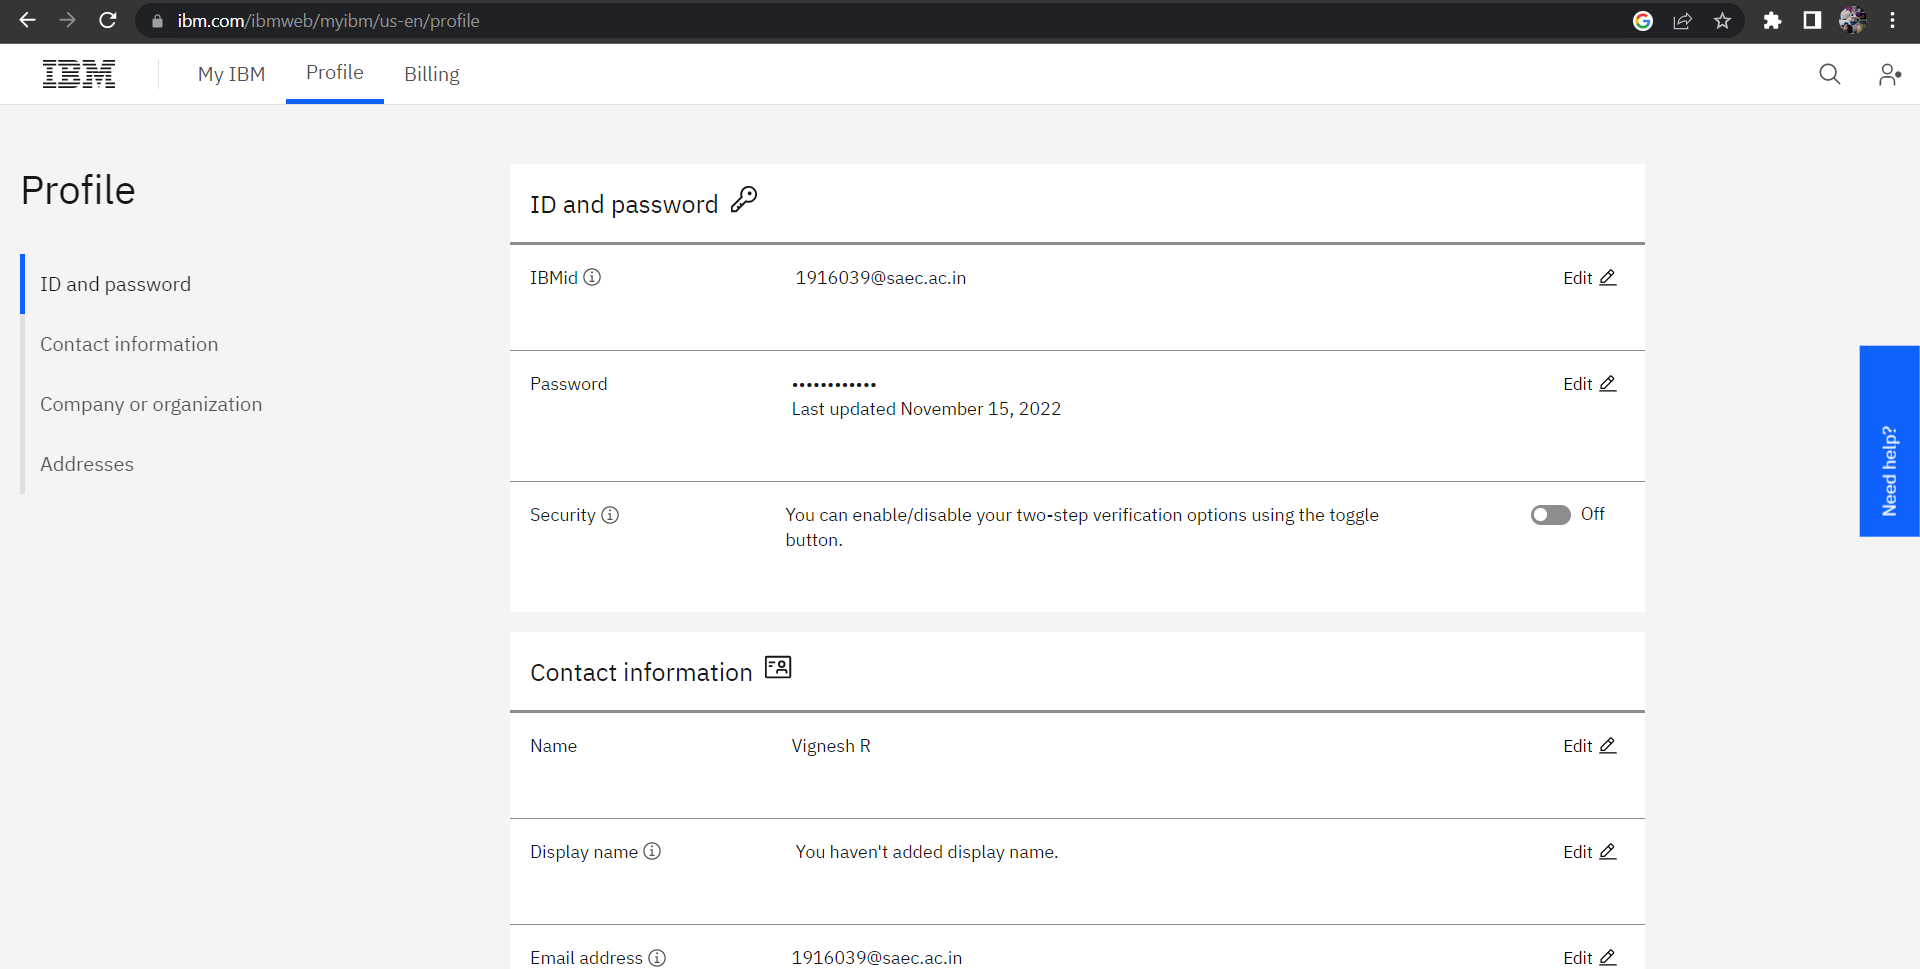 ibm.com/ibmweb/myibm/us-en/profile
IBM
My IBM
Profile
Billing
Profile
ID and password
Contact information
Company or organization
Addresses
ID and password
IBMid
1916039@saec.ac.in
Edit
Password
••••••••••••
Last updated November 15, 2022
Edit
Security
You can enable/disable your two-step verification options using the toggle
button.
Off
Contact information
Name
Vignesh R
Edit
Display name
You haven't added display name.
Edit
Email address
1916039@saec.ac.in
Edit
Need help?